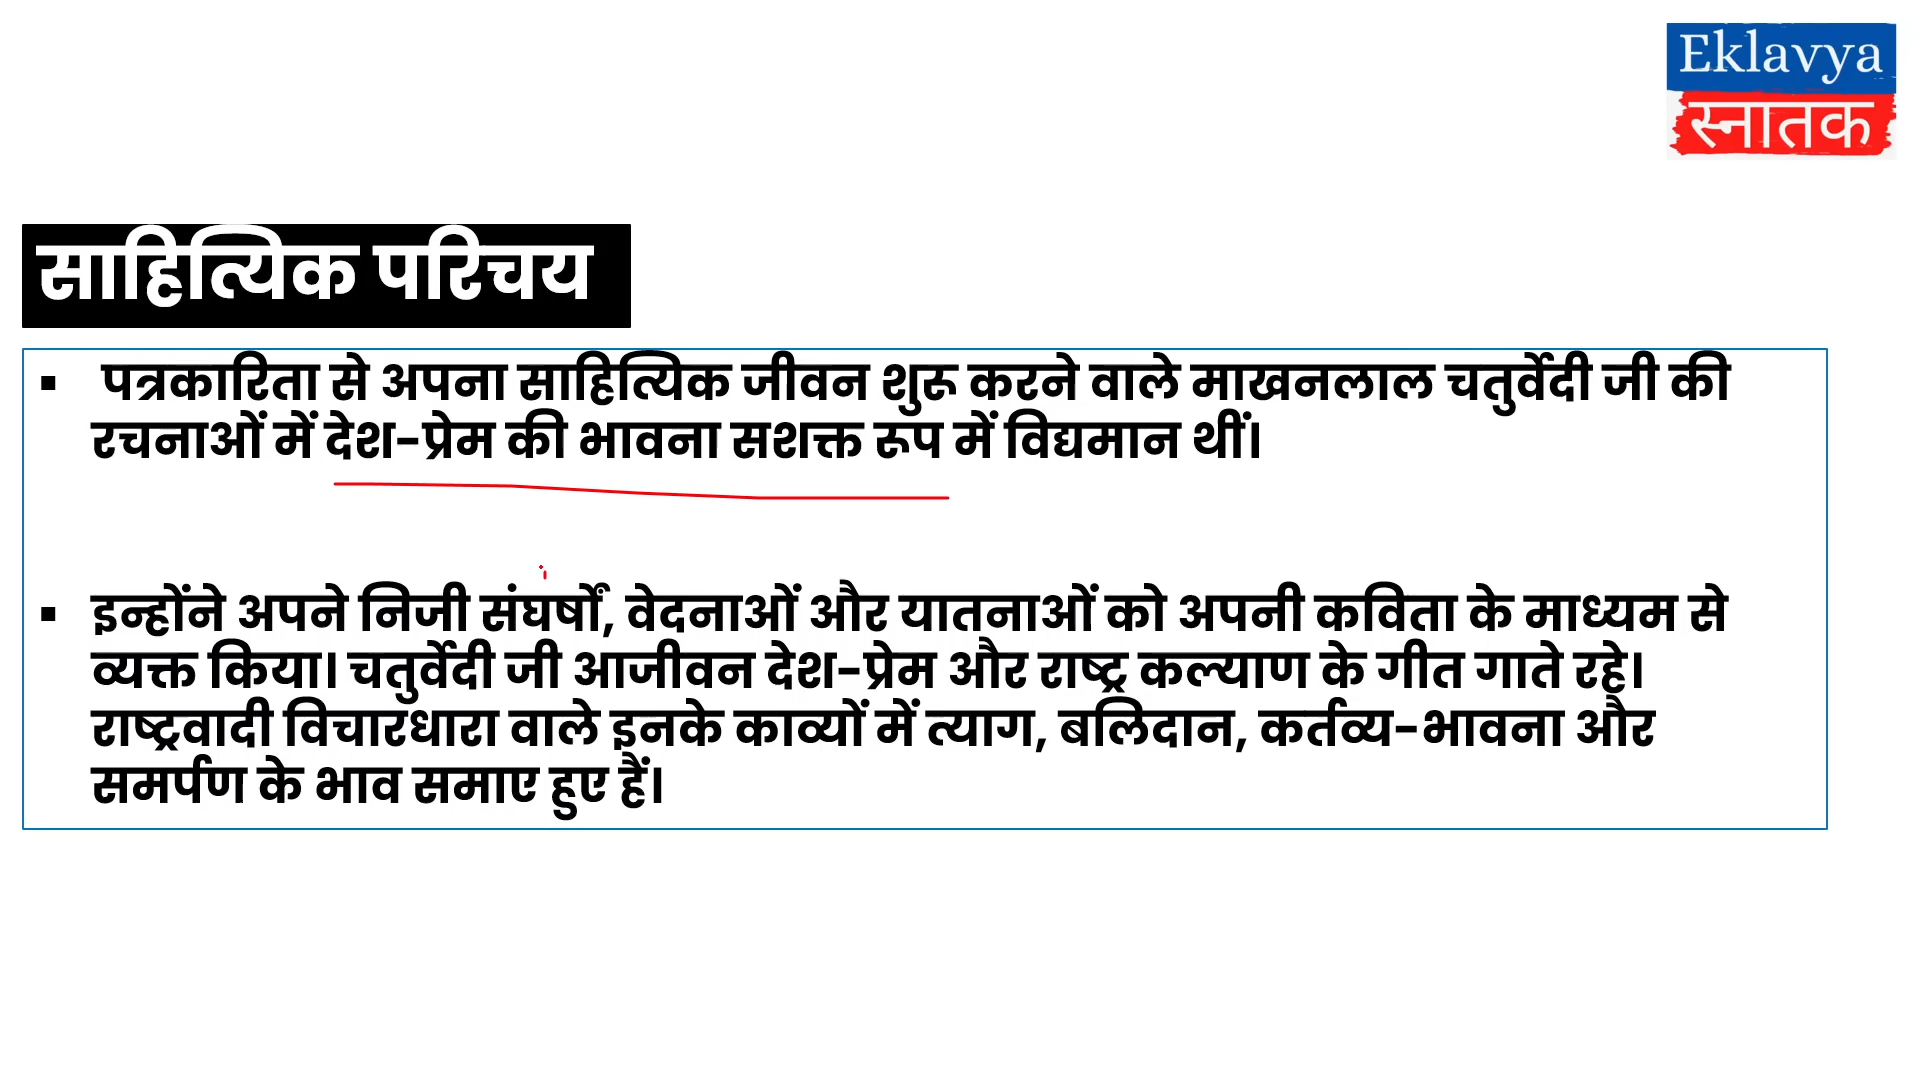 Eklavya
स्नातक
साहित्यिक परिचय
▪ पत्रकारिता से अपना साहित्यिक जीवन शुरू करने वाले माखनलाल चतुर्वेदी जी की
रचनाओं में देश-प्रेम की भावना सशक्त रूप में विद्यमान थीं।
▪ इन्होंने अपने निजी संघर्षों, वेदनाओं और यातनाओं को अपनी कविता के माध्यम से
व्यक्त किया। चतुर्वेदी जी आजीवन देश-प्रेम और राष्ट्र कल्याण के गीत गाते रहे।
राष्ट्रवादी विचारधारा वाले इनके काव्यों में त्याग, बलिदान, कर्तव्य-भावना और
समर्पण के भाव समाए हुए हैं।